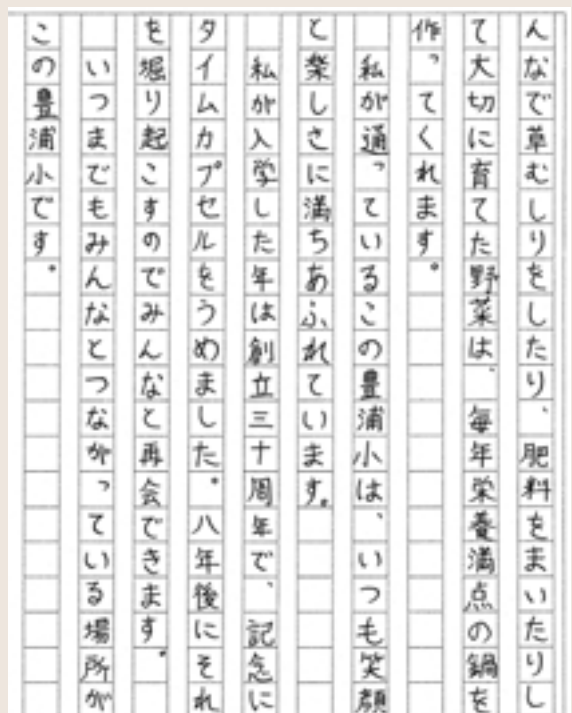 んなで草むしりをしたり、肥料をまいたりし
て大切に育てた野菜は、毎年栄養満点の鍋を
作ってくれます。
私が通っているこの豊浦小は、いつも笑顔
と楽しさに満ちあふれています。
私が入学した年は創立三十周年で、記念に
タイムカプセルをうめました。八年後にそれ
を堀り起こすのでみんなと再会できます。
いつまでもみんなとつながっている場所が
この豊浦小です。